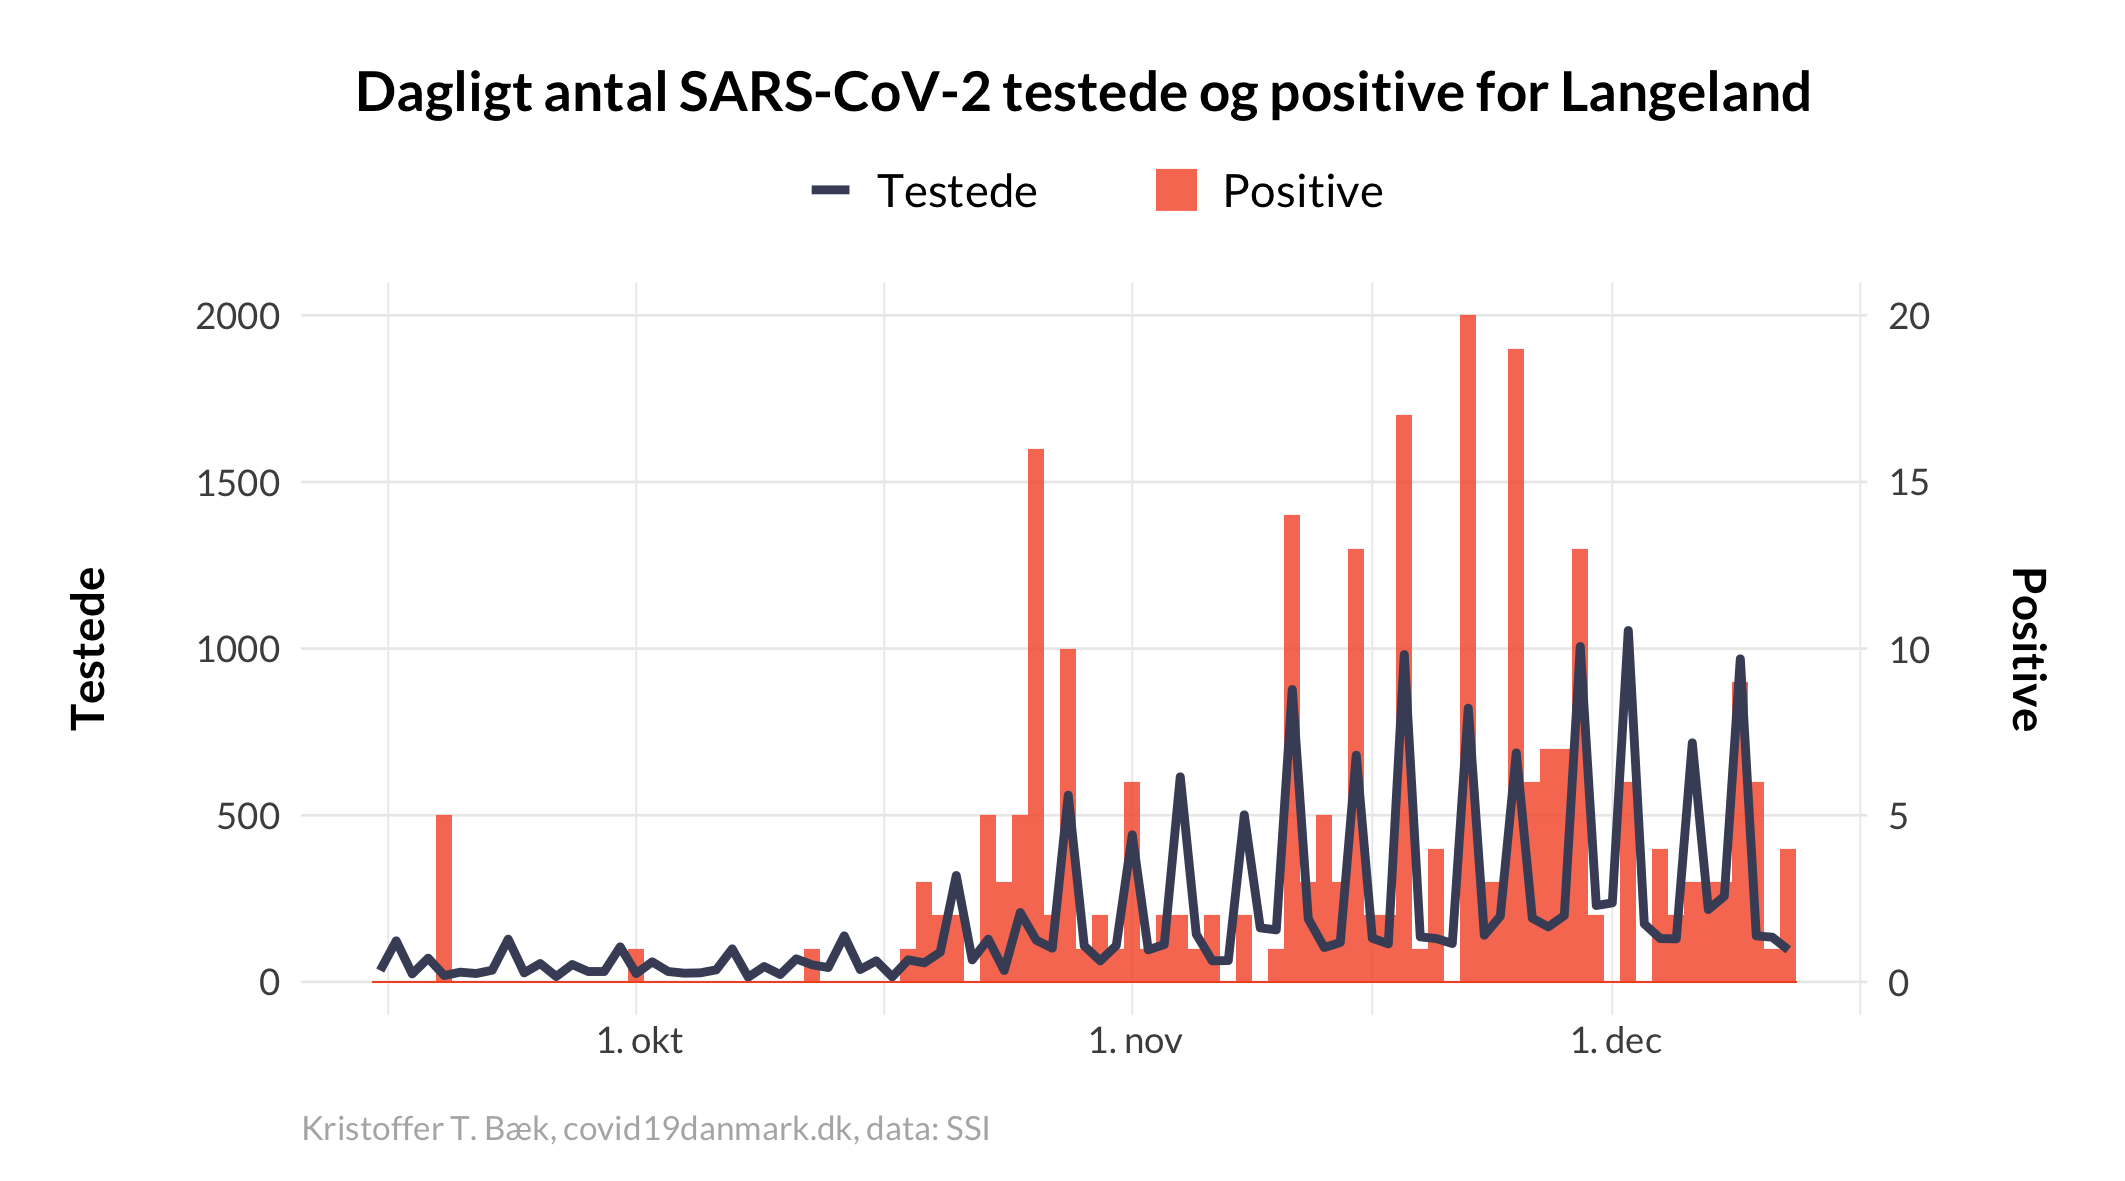 Dagligt antal SARS-CoV-2 testede og positive for Langeland
Testede
Positive
2000
1500
1000
500
0
20
15
10
5
0
Testede
Positive
1. okt
1. nov
1. dec
Kristoffer T. Bæk, covid19danmark.dk, data: SSI